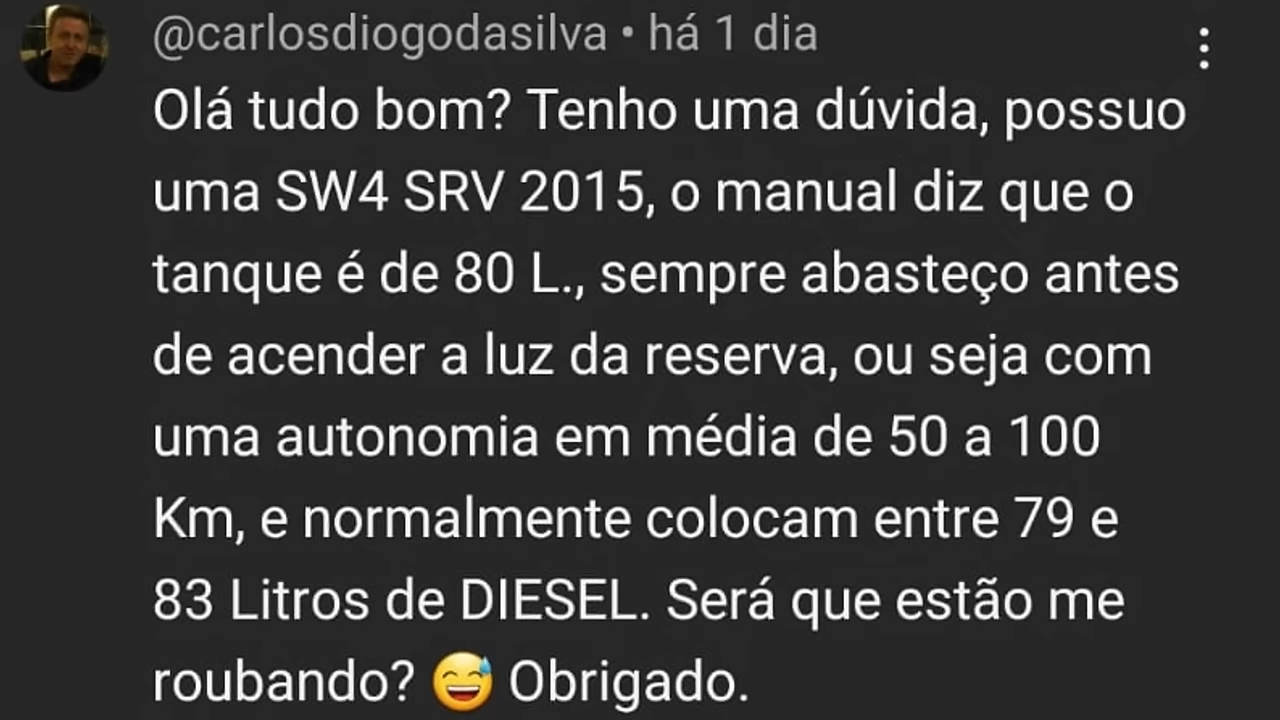 @carlosdiogodasilva • há 1 dia
Olá tudo bom? Tenho uma dúvida, possuo
uma SW4 SRV 2015, o manual diz que o
tanque é de 80 L., sempre abasteço antes
de acender a luz da reserva, ou seja com
uma autonomia em média de 50 a 100
Km, e normalmente colocam entre 79 e
83 Litros de DIESEL. Será que estão me
roubando? 😅 Obrigado.